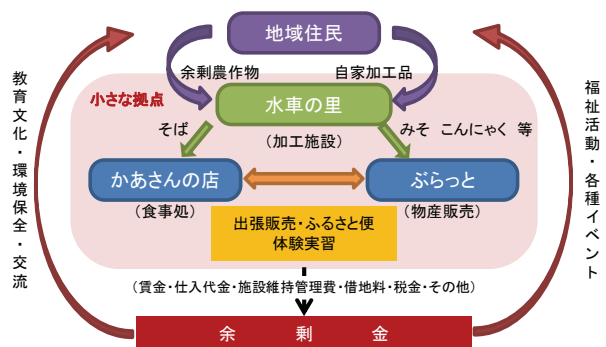 地域住民
余剰農作物
自家加工品
小さな拠点
水車の里
(加工施設)
そば
みそ こんにゃく 等
かあさんの店
(食事処)
ぷらっと
(物産販売)
出張販売・ふるさと便
体験実習
(賃金・仕入代金・施設維持管理費・借地料・税金・その他)
余剰金
教育文化・環境保全・交流
福祉活動・各種イベント